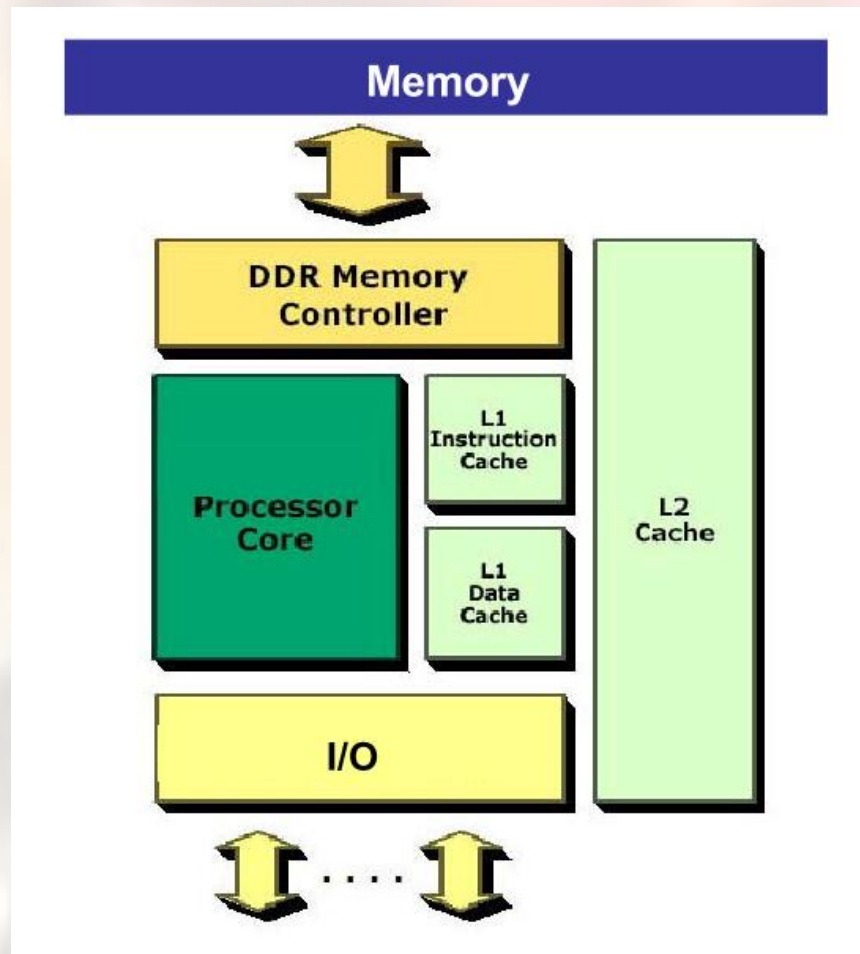 Memory
DDR Memory
Controller
Processor
Core
L1
Instruction
Cache
L1
Data
Cache
L2
Cache
I/O
. . . .